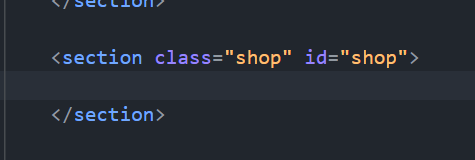 </section>
<section class="shop" id="shop">
</section>